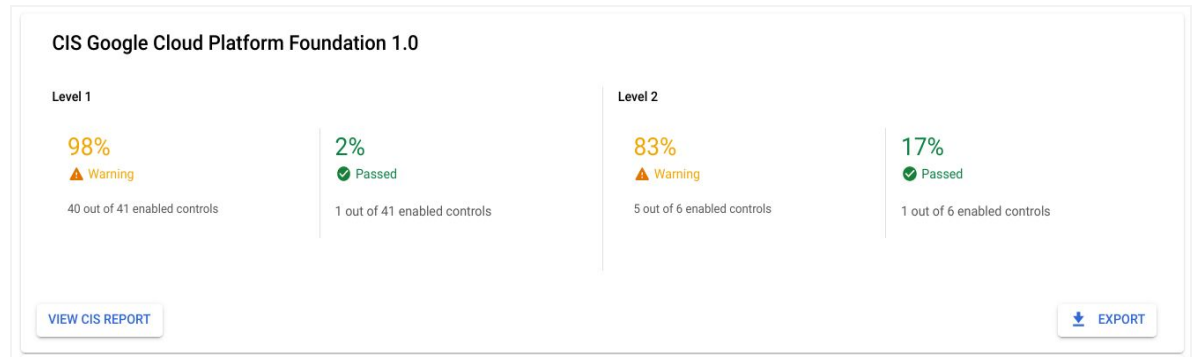 CIS Google Cloud Platform Foundation 1.0
Level 1
98%
Warning
40 out of 41 enabled controls
2%
Passed
1 out of 41 enabled controls
Level 2
83%
Warning
5 out of 6 enabled controls
17%
Passed
1 out of 6 enabled controls
VIEW CIS REPORT
EXPORT